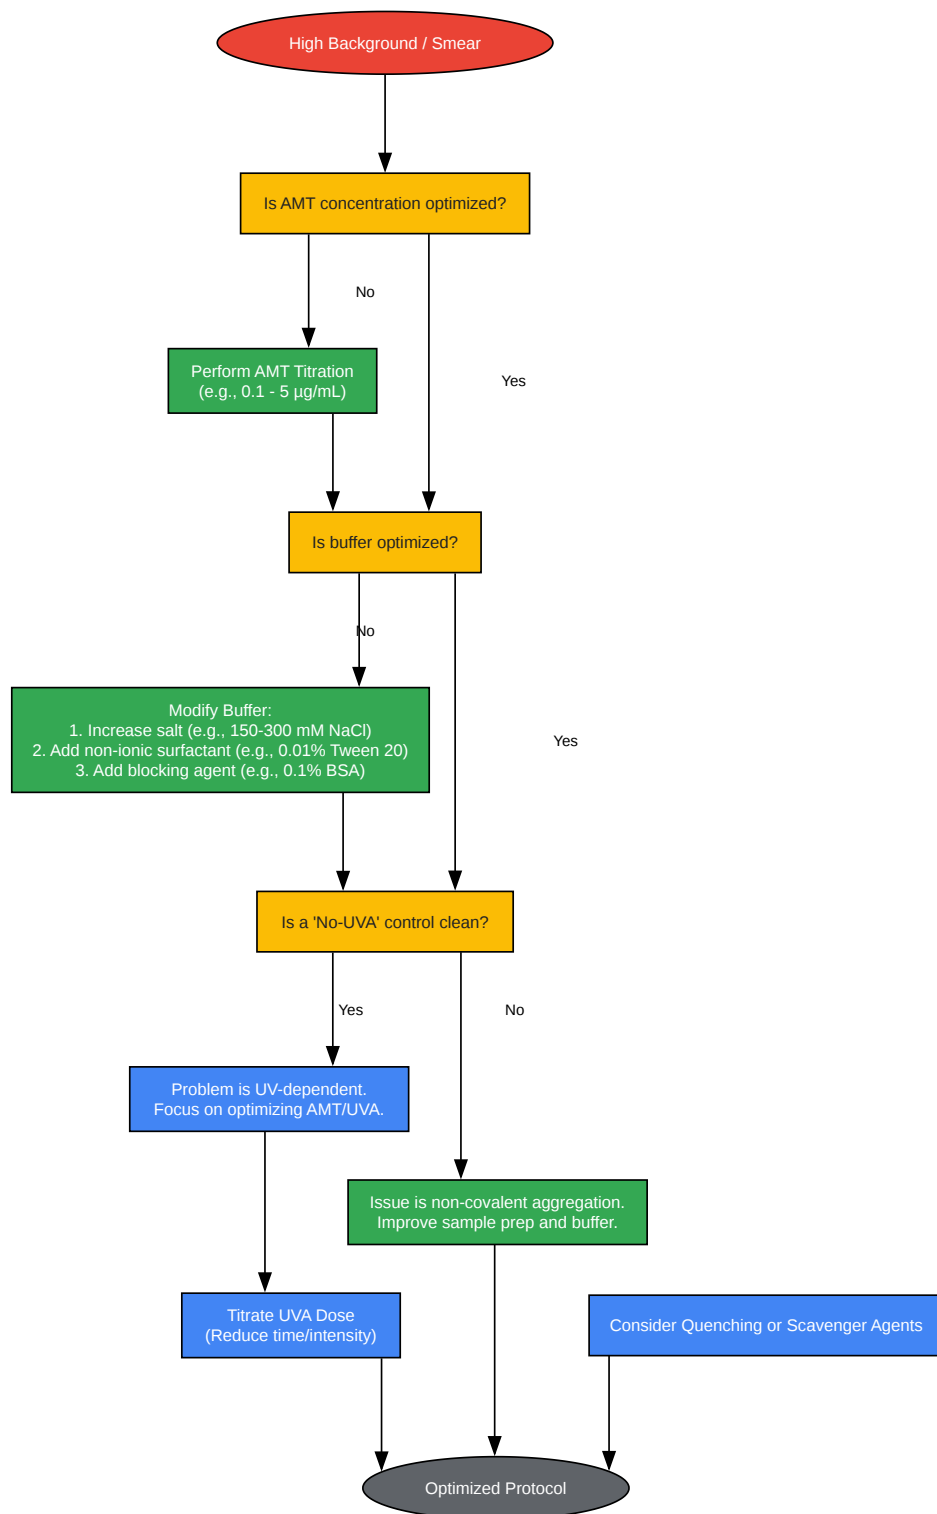 High Background / Smear
Is AMT concentration optimized?
No
Perform AMT Titration
(e.g., 0.1 - 5 µg/mL)
Yes
Is buffer optimized?
No
Modify Buffer:
1. Increase salt (e.g., 150-300 mM NaCl)
2. Add non-ionic surfactant (e.g., 0.01% Tween 20)
3. Add blocking agent (e.g., 0.1% BSA)
Yes
Is a 'No-UVA' control clean?
Yes
No
Problem is UV-dependent.
Focus on optimizing AMT/UVA.
Issue is non-covalent aggregation.
Improve sample prep and buffer.
Titrate UVA Dose
(Reduce time/intensity)
Consider Quenching or Scavenger Agents
Optimized Protocol